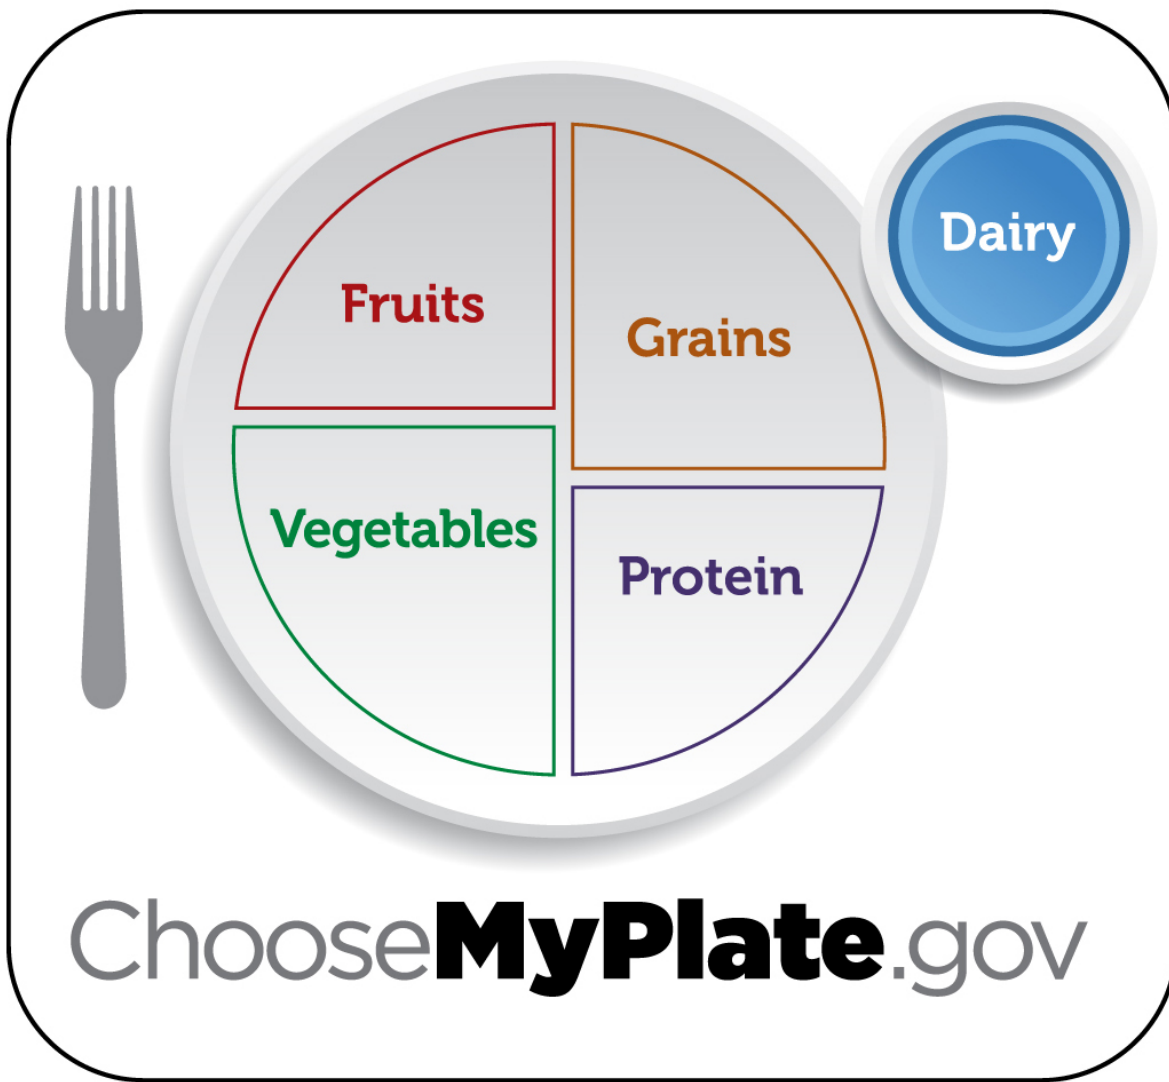 Dairy
Fruits
Grains
Vegetables
Protein
ChooseMyPlate.gov